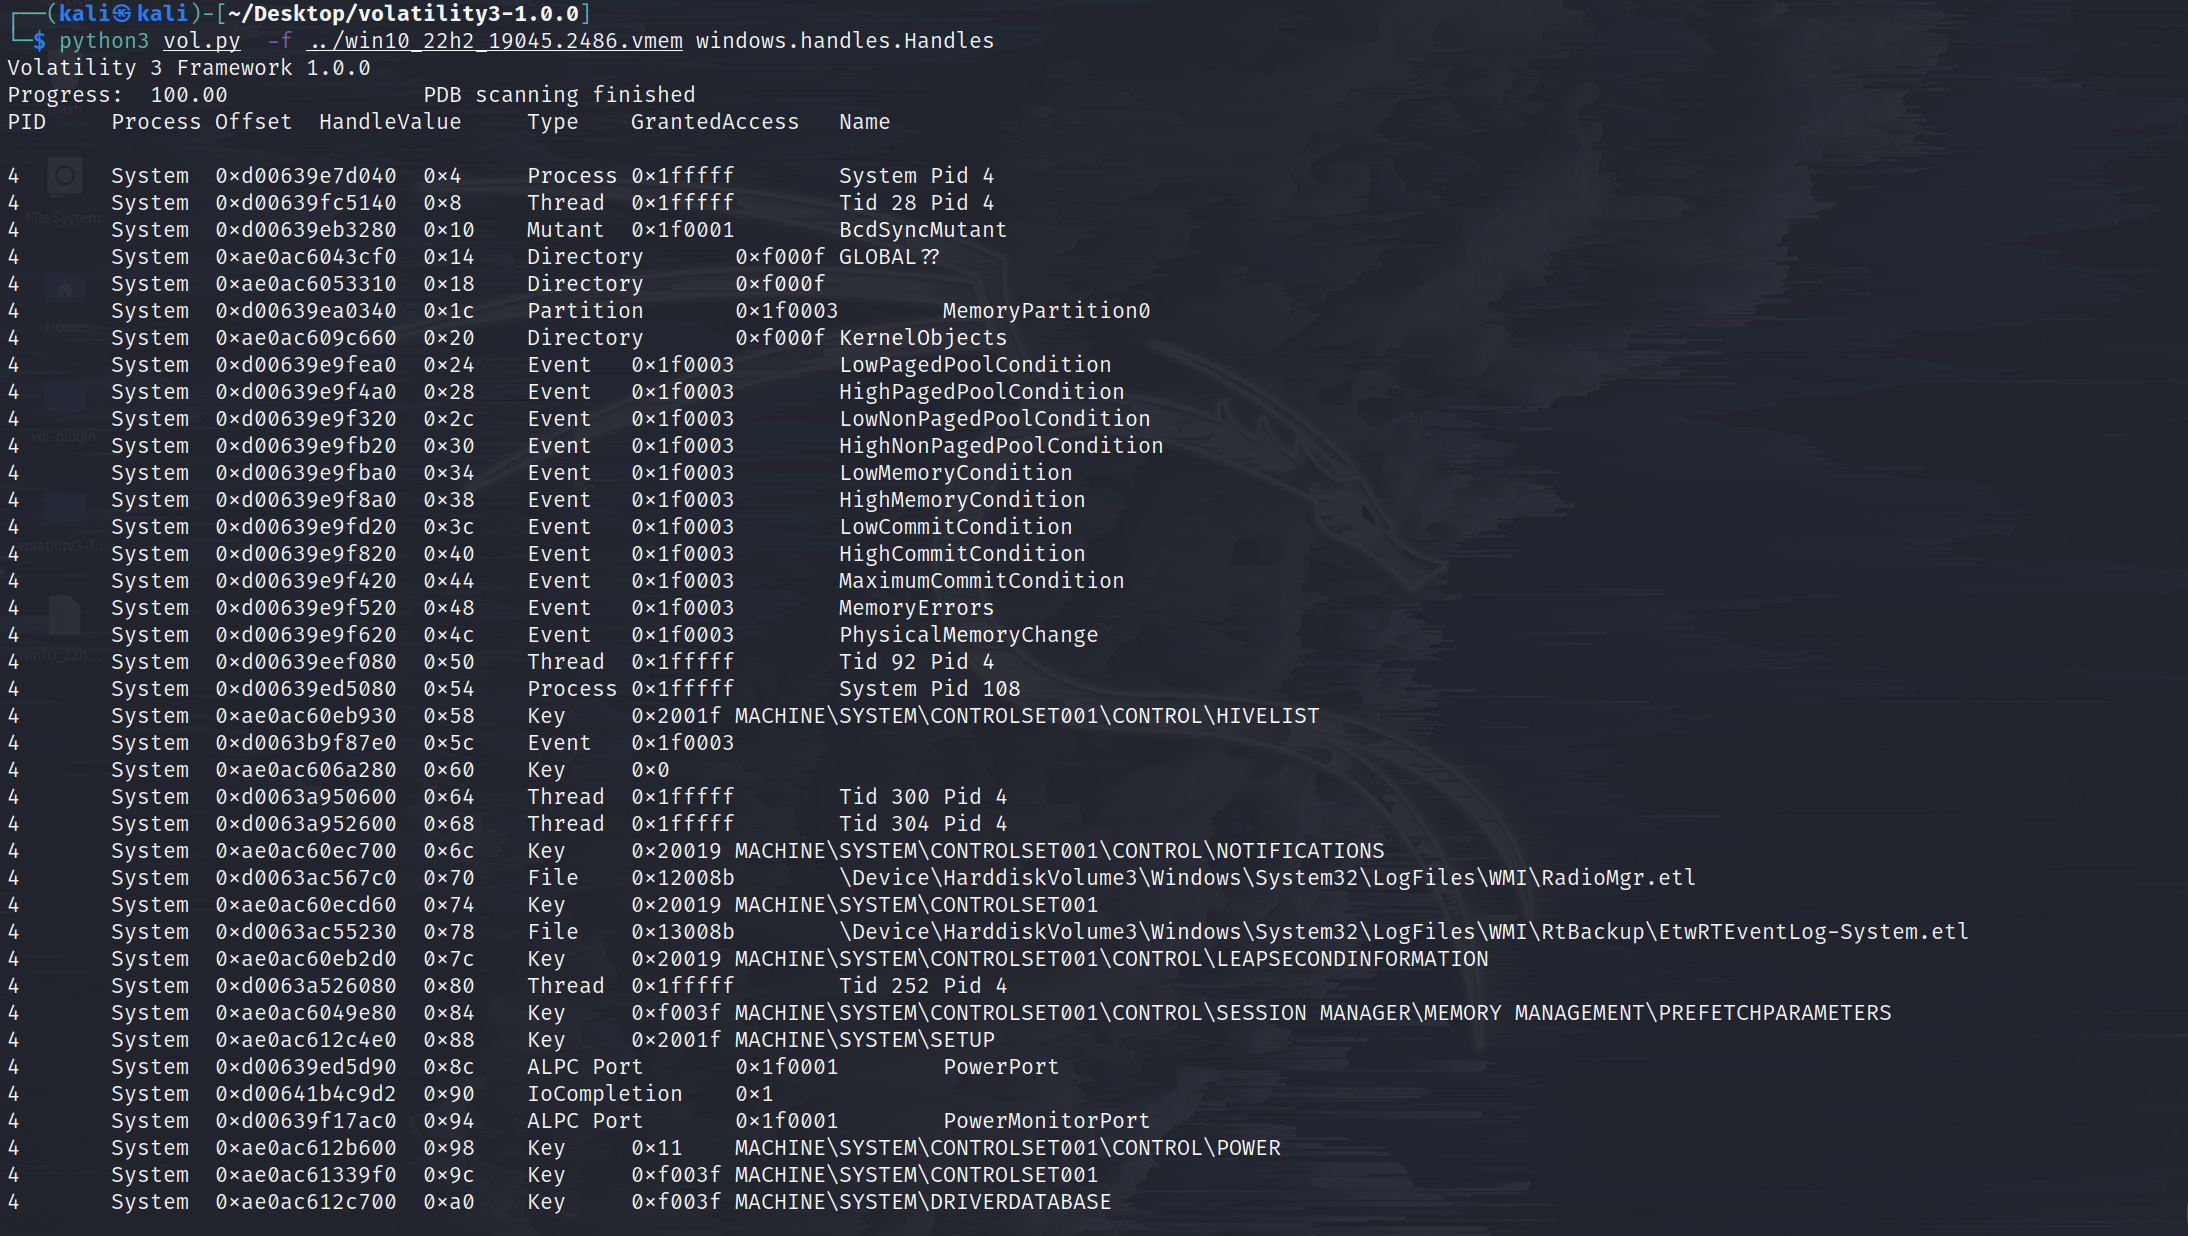 ┌──(kali㉿kali)-[~/Desktop/volatility3-1.0.0]
└─$ python3 vol.py  -f ../win10_22h2_19045.2486.vmem windows.handles.Handles
Volatility 3 Framework 1.0.0
Progress:  100.00               PDB scanning finished
PID     Process Offset  HandleValue     Type    GrantedAccess   Name
4       System  0xd00639e7d040  0x4     Process 0x1fffff        System Pid 4
4       System  0xd00639fc5140  0x8     Thread  0x1fffff        Tid 28 Pid 4
4       System  0xd00639eb3280  0x10    Mutant  0x1f0001        BcdSyncMutant
4       System  0xae0ac6043cf0  0x14    Directory       0xf000f GLOBAL??
4       System  0xae0ac6053310  0x18    Directory       0xf000f
4       System  0xd00639ea0340  0x1c    Partition       0x1f0003        MemoryPartition0
4       System  0xae0ac609c660  0x20    Directory       0xf000f KernelObjects
4       System  0xd00639e9fea0  0x24    Event   0x1f0003        LowPagedPoolCondition
4       System  0xd00639e9f4a0  0x28    Event   0x1f0003        HighPagedPoolCondition
4       System  0xd00639e9f320  0x2c    Event   0x1f0003        LowNonPagedPoolCondition
4       System  0xd00639e9fb20  0x30    Event   0x1f0003        HighNonPagedPoolCondition
4       System  0xd00639e9fba0  0x34    Event   0x1f0003        LowMemoryCondition
4       System  0xd00639e9f8a0  0x38    Event   0x1f0003        HighMemoryCondition
4       System  0xd00639e9fd20  0x3c    Event   0x1f0003        LowCommitCondition
4       System  0xd00639e9f820  0x40    Event   0x1f0003        HighCommitCondition
4       System  0xd00639e9f420  0x44    Event   0x1f0003        MaximumCommitCondition
4       System  0xd00639e9f520  0x48    Event   0x1f0003        MemoryErrors
4       System  0xd00639e9f620  0x4c    Event   0x1f0003        PhysicalMemoryChange
4       System  0xd00639eef080  0x50    Thread  0x1fffff        Tid 92 Pid 4
4       System  0xd00639ed5080  0x54    Process 0x1fffff        System Pid 108
4       System  0xae0ac60eb930  0x58    Key     0x2001f MACHINE\SYSTEM\CONTROLSET001\CONTROL\HIVELIST
4       System  0xd0063b9f87e0  0x5c    Event   0x1f0003
4       System  0xae0ac606a280  0x60    Key     0x0
4       System  0xd0063a950600  0x64    Thread  0x1fffff        Tid 300 Pid 4
4       System  0xd0063a952600  0x68    Thread  0x1fffff        Tid 304 Pid 4
4       System  0xae0ac60ec700  0x6c    Key     0x20019 MACHINE\SYSTEM\CONTROLSET001\CONTROL\NOTIFICATIONS
4       System  0xd0063ac567c0  0x70    File    0x12008b        \Device\HarddiskVolume3\Windows\System32\LogFiles\WMI\RadioMgr.etl
4       System  0xae0ac60ecd60  0x74    Key     0x20019 MACHINE\SYSTEM\CONTROLSET001
4       System  0xd0063ac55230  0x78    File    0x13008b        \Device\HarddiskVolume3\Windows\System32\LogFiles\WMI\RtBackup\EtwRTEventLog-System.etl
4       System  0xae0ac60eb2d0  0x7c    Key     0x20019 MACHINE\SYSTEM\CONTROLSET001\CONTROL\LEAPSECONDINFORMATION
4       System  0xd0063a526080  0x80    Thread  0x1fffff        Tid 252 Pid 4
4       System  0xae0ac6049e80  0x84    Key     0xf003f MACHINE\SYSTEM\CONTROLSET001\CONTROL\SESSION MANAGER\MEMORY MANAGEMENT\PREFETCHPARAMETERS
4       System  0xae0ac612c4e0  0x88    Key     0x2001f MACHINE\SYSTEM\SETUP
4       System  0xd00639ed5d90  0x8c    ALPC Port       0x1f0001        PowerPort
4       System  0xd00641b4c9d2  0x90    IoCompletion    0x1
4       System  0xd00639f17ac0  0x94    ALPC Port       0x1f0001        PowerMonitorPort
4       System  0xae0ac612b600  0x98    Key     0x11    MACHINE\SYSTEM\CONTROLSET001\CONTROL\POWER
4       System  0xae0ac61339f0  0x9c    Key     0xf003f MACHINE\SYSTEM\CONTROLSET001
4       System  0xae0ac612c700  0xa0    Key     0xf003f MACHINE\SYSTEM\DRIVERDATABASE
File System
Home
vol-plugin
volatility3-1...
win10_22h...